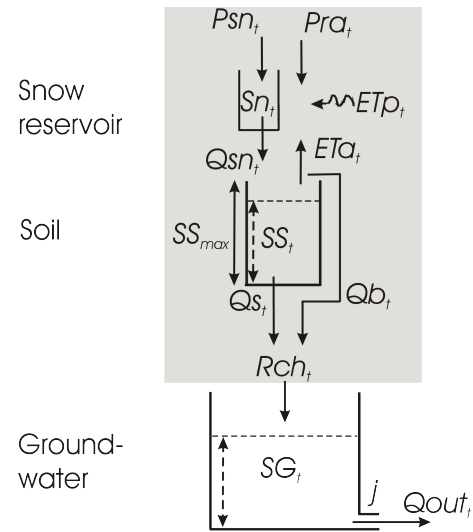 Psn_t Pra_t
Snow reservoir
Sn_t
ETp_t
Qsn_t
ETa_t
Soil
SS_max
SS_t
Qs_t
Qb_t
Rch_t
Ground-
water
SG_t
j
Qout_t